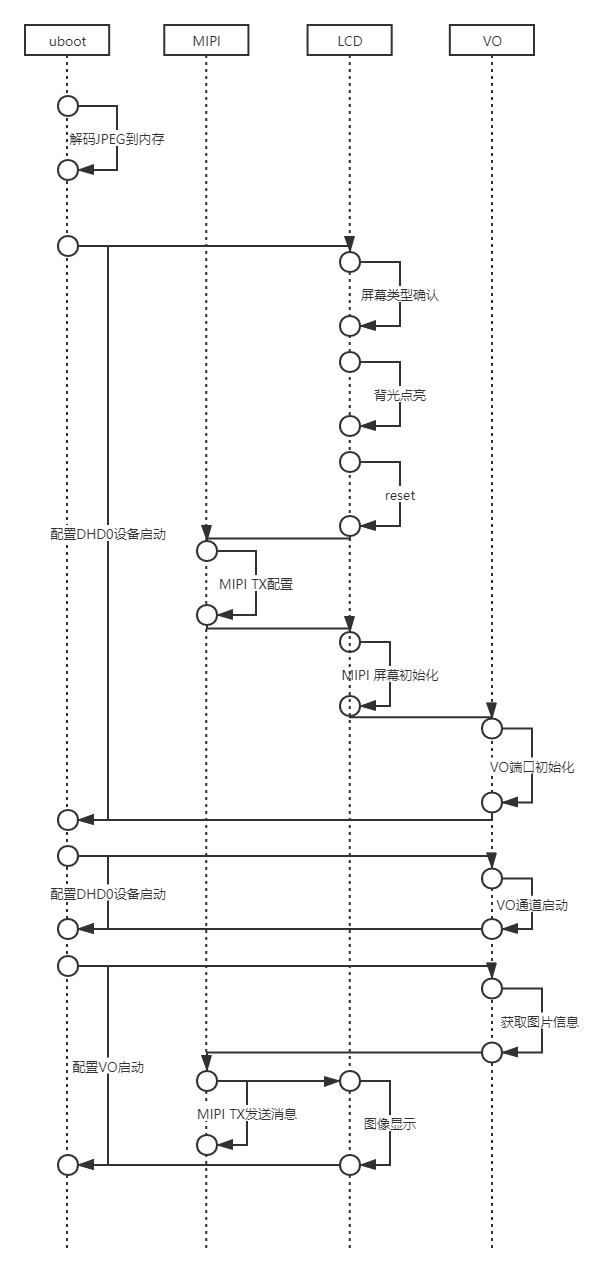 uboot
MIPI
LCD
VO
解码JPEG到内存
屏幕类型确认
背光点亮
reset
配置DHD0设备启动
MIPI TX配置
MIPI 屏幕初始化
VO端口初始化
配置DHD0设备启动
VO通道启动
获取图片信息
配置VO启动
MIPI TX发送消息
图像显示